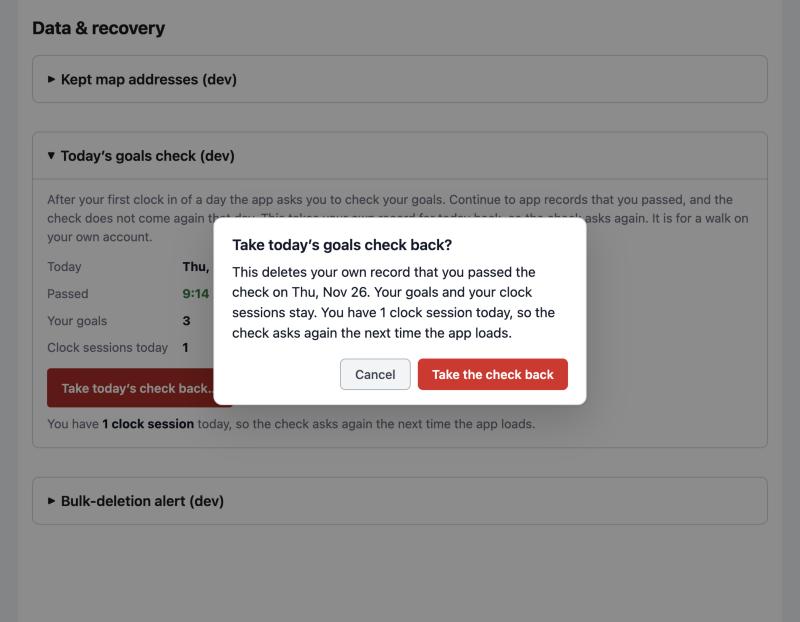 Data & recovery
▸ Kept map addresses (dev)
▾ Today’s goals check (dev)
After your first clock in of a day the app asks you to check your goals. Continue to app records that you passed, and the
check does not come again that day. This takes your own record for today back, so the check asks again. It is for a walk on
your own account.
Today Thu,
Passed 9:14
Your goals 3
Clock sessions today 1
Take today’s check back…
You have 1 clock session today, so the check asks again the next time the app loads.
Take today’s goals check back?
This deletes your own record that you passed the
check on Thu, Nov 26. Your goals and your clock
sessions stay. You have 1 clock session today, so the
check asks again the next time the app loads.
Cancel
Take the check back
▸ Bulk-deletion alert (dev)